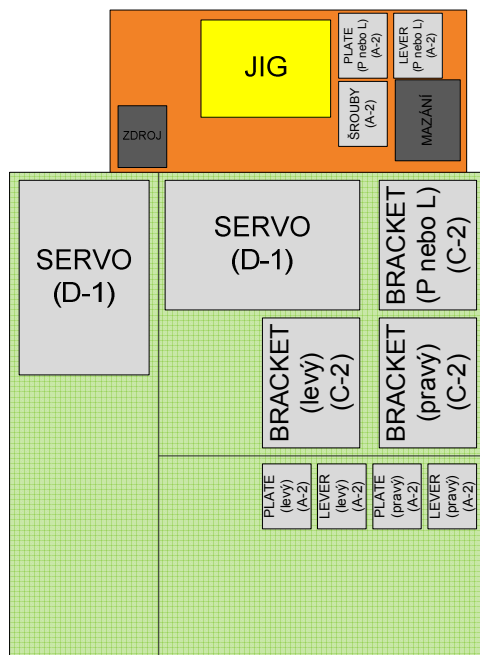 JIG
PLATE
(P nebo L)
(A-2)
LEVER
(P nebo L)
(A-2)
ŠROUBY
(A-2)
MAZÁNÍ
ZDROJ
SERVO
(D-1)
SERVO
(D-1)
BRACKET
(P nebo L)
(C-2)
BRACKET
(levý)
(C-2)
BRACKET
(pravý)
(C-2)
PLATE
(levý)
(A-2)
LEVER
(levý)
(A-2)
PLATE
(pravý)
(A-2)
LEVER
(pravý)
(A-2)